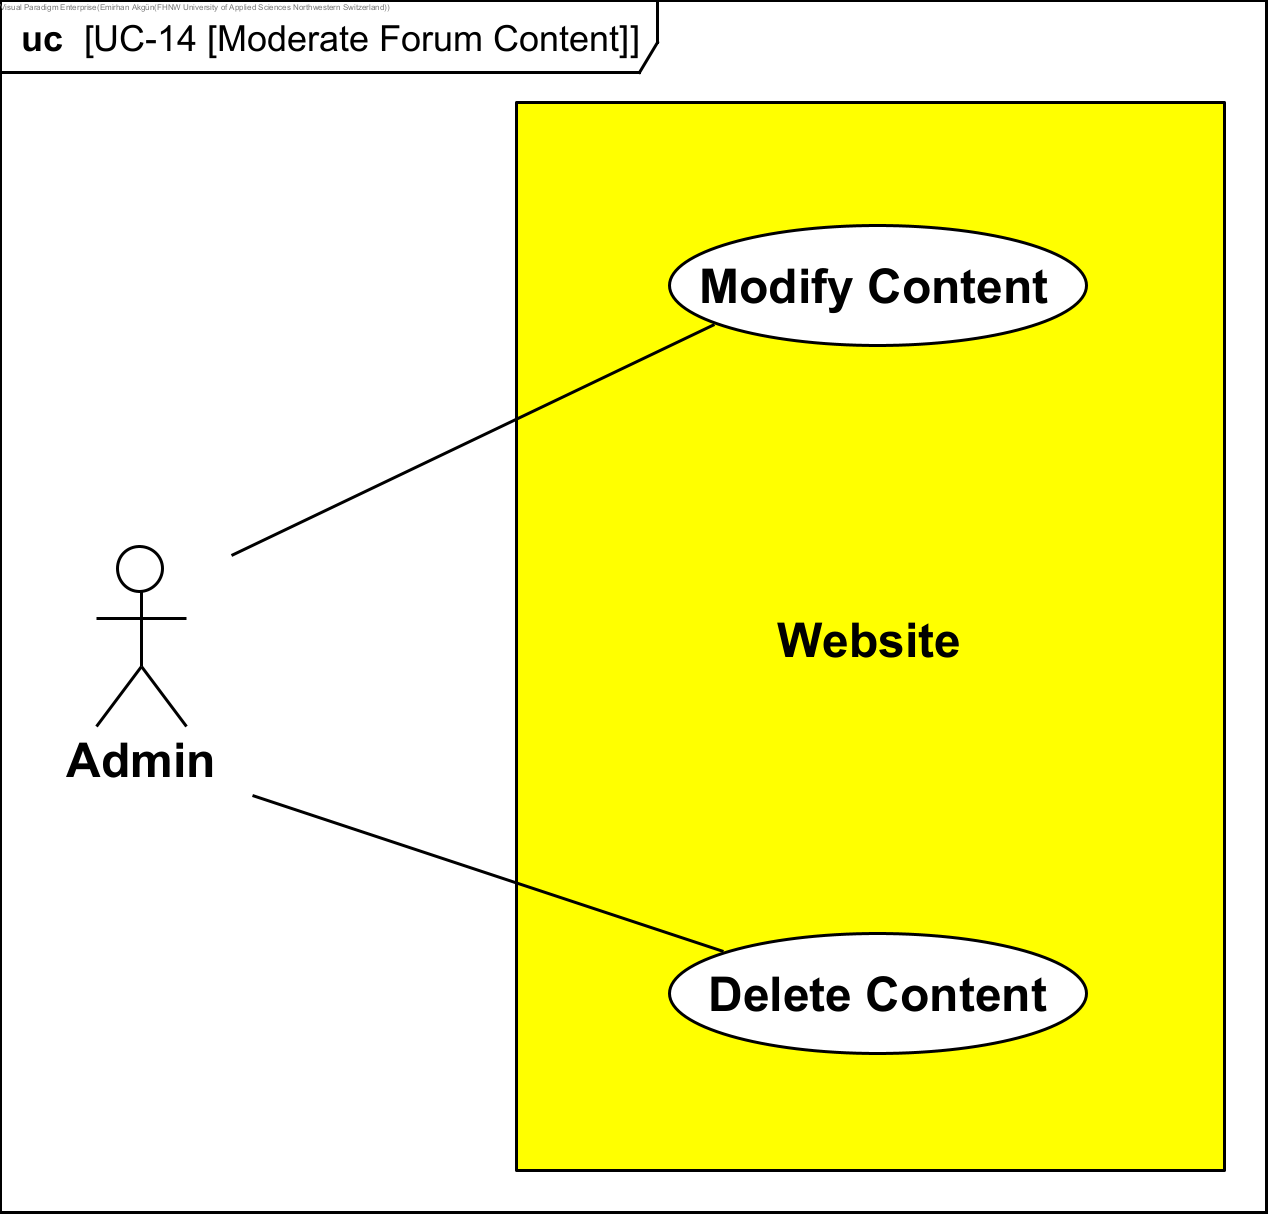 Visual Paradigm Enterprise(Emirhan Akgün(FHNW University of Applied Sciences Northwestern Switzerland))
uc [UC-14 [Moderate Forum Content]]
Modify Content
Website
Admin
Delete Content